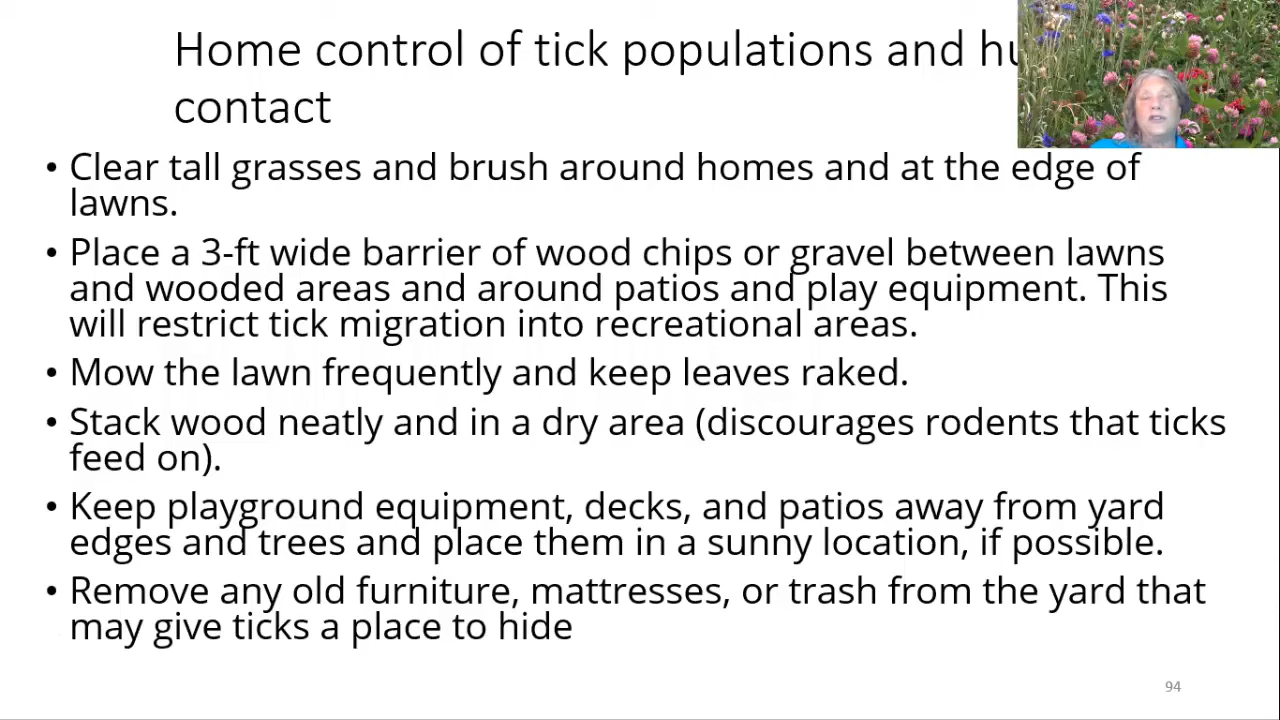 Home control of tick populations and
contact
• Clear tall grasses and brush around homes and at the edge of
lawns.
• Place a 3-ft wide barrier of wood chips or gravel between lawns
and wooded areas and around patios and play equipment. This
will restrict tick migration into recreational areas.
• Mow the lawn frequently and keep leaves raked.
• Stack wood neatly and in a dry area (discourages rodents that ticks
feed on).
• Keep playground equipment, decks, and patios away from yard
edges and trees and place them in a sunny location, if possible.
• Remove any old furniture, mattresses, or trash from the yard that
may give ticks a place to hide
94